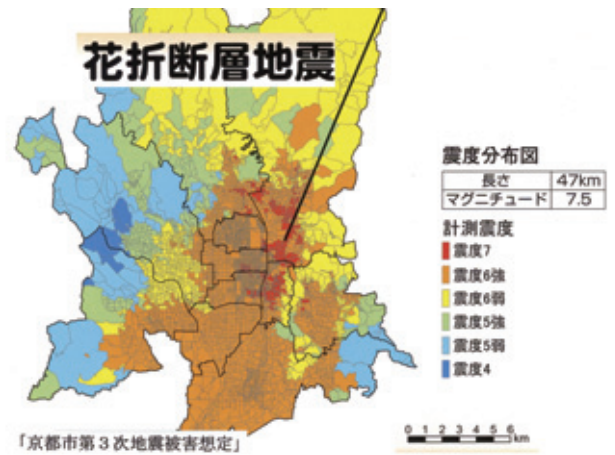 花折断層地震
震度分布図
長さ 47km
マグニチュード 7.5
計測震度
震度7
震度6強
震度6弱
震度5強
震度5弱
震度4
0 1 2 3 4 5 6 km
「京都市第3次地震被害想定」